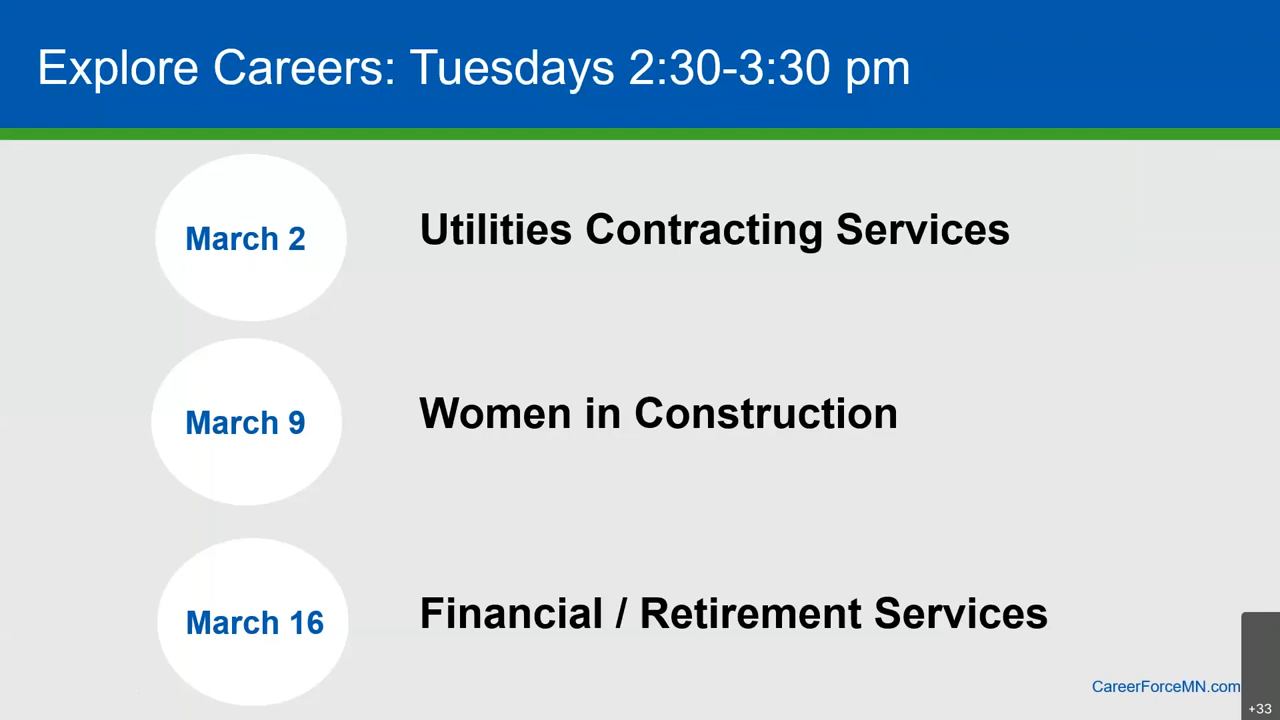 Explore Careers: Tuesdays 2:30-3:30 pm
March 2
Utilities Contracting Services
March 9
Women in Construction
March 16
Financial / Retirement Services
CareerForceMN.com
+33